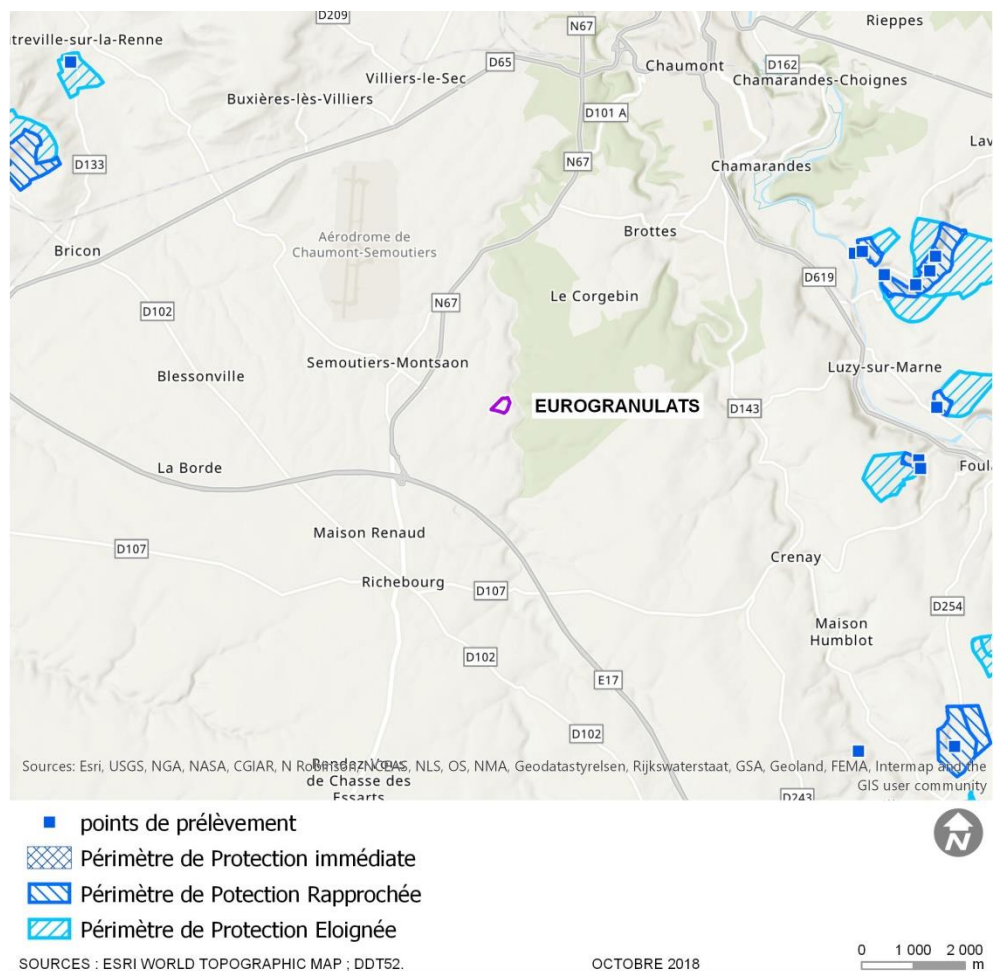 D209
N67
Rieppes
treville-sur-la-Renne
D65
Chaumont
D162
Villiers-le-Sec
Chamarandes-Choignes
Buxières-lès-Villiers
D101 A
D133
N67
Lav
Chamarandes
Bricon
Aérodrome de
Chaumont-Semoutiers
Brottes
D619
N67
Le Corgebin
D102
Semoutiers-Montsaon
Luzy-sur-Marne
Blessonville
EUROGRANULATS
D143
La Borde
Foula
Maison Renaud
D107
Crenay
Richebourg
D107
D254
Maison
Humblot
D102
E17
D102
Sources: Esri, USGS, NGA, NASA, CGIAR, N Robinson, NCEAS, NLS, OS, NMA, Geodatastyrelsen, Rijkswaterstaat, GSA, Geoland, FEMA, Intermap and the
GIS user community
de Chasse des
Essarts
D243
points de prélèvement
Périmètre de Protection immédiate
Périmètre de Potection Rapprochée
Périmètre de Protection Eloignée
N
SOURCES : ESRI WORLD TOPOGRAPHIC MAP ; DDT52.
OCTOBRE 2018
0 1 000 2 000
m